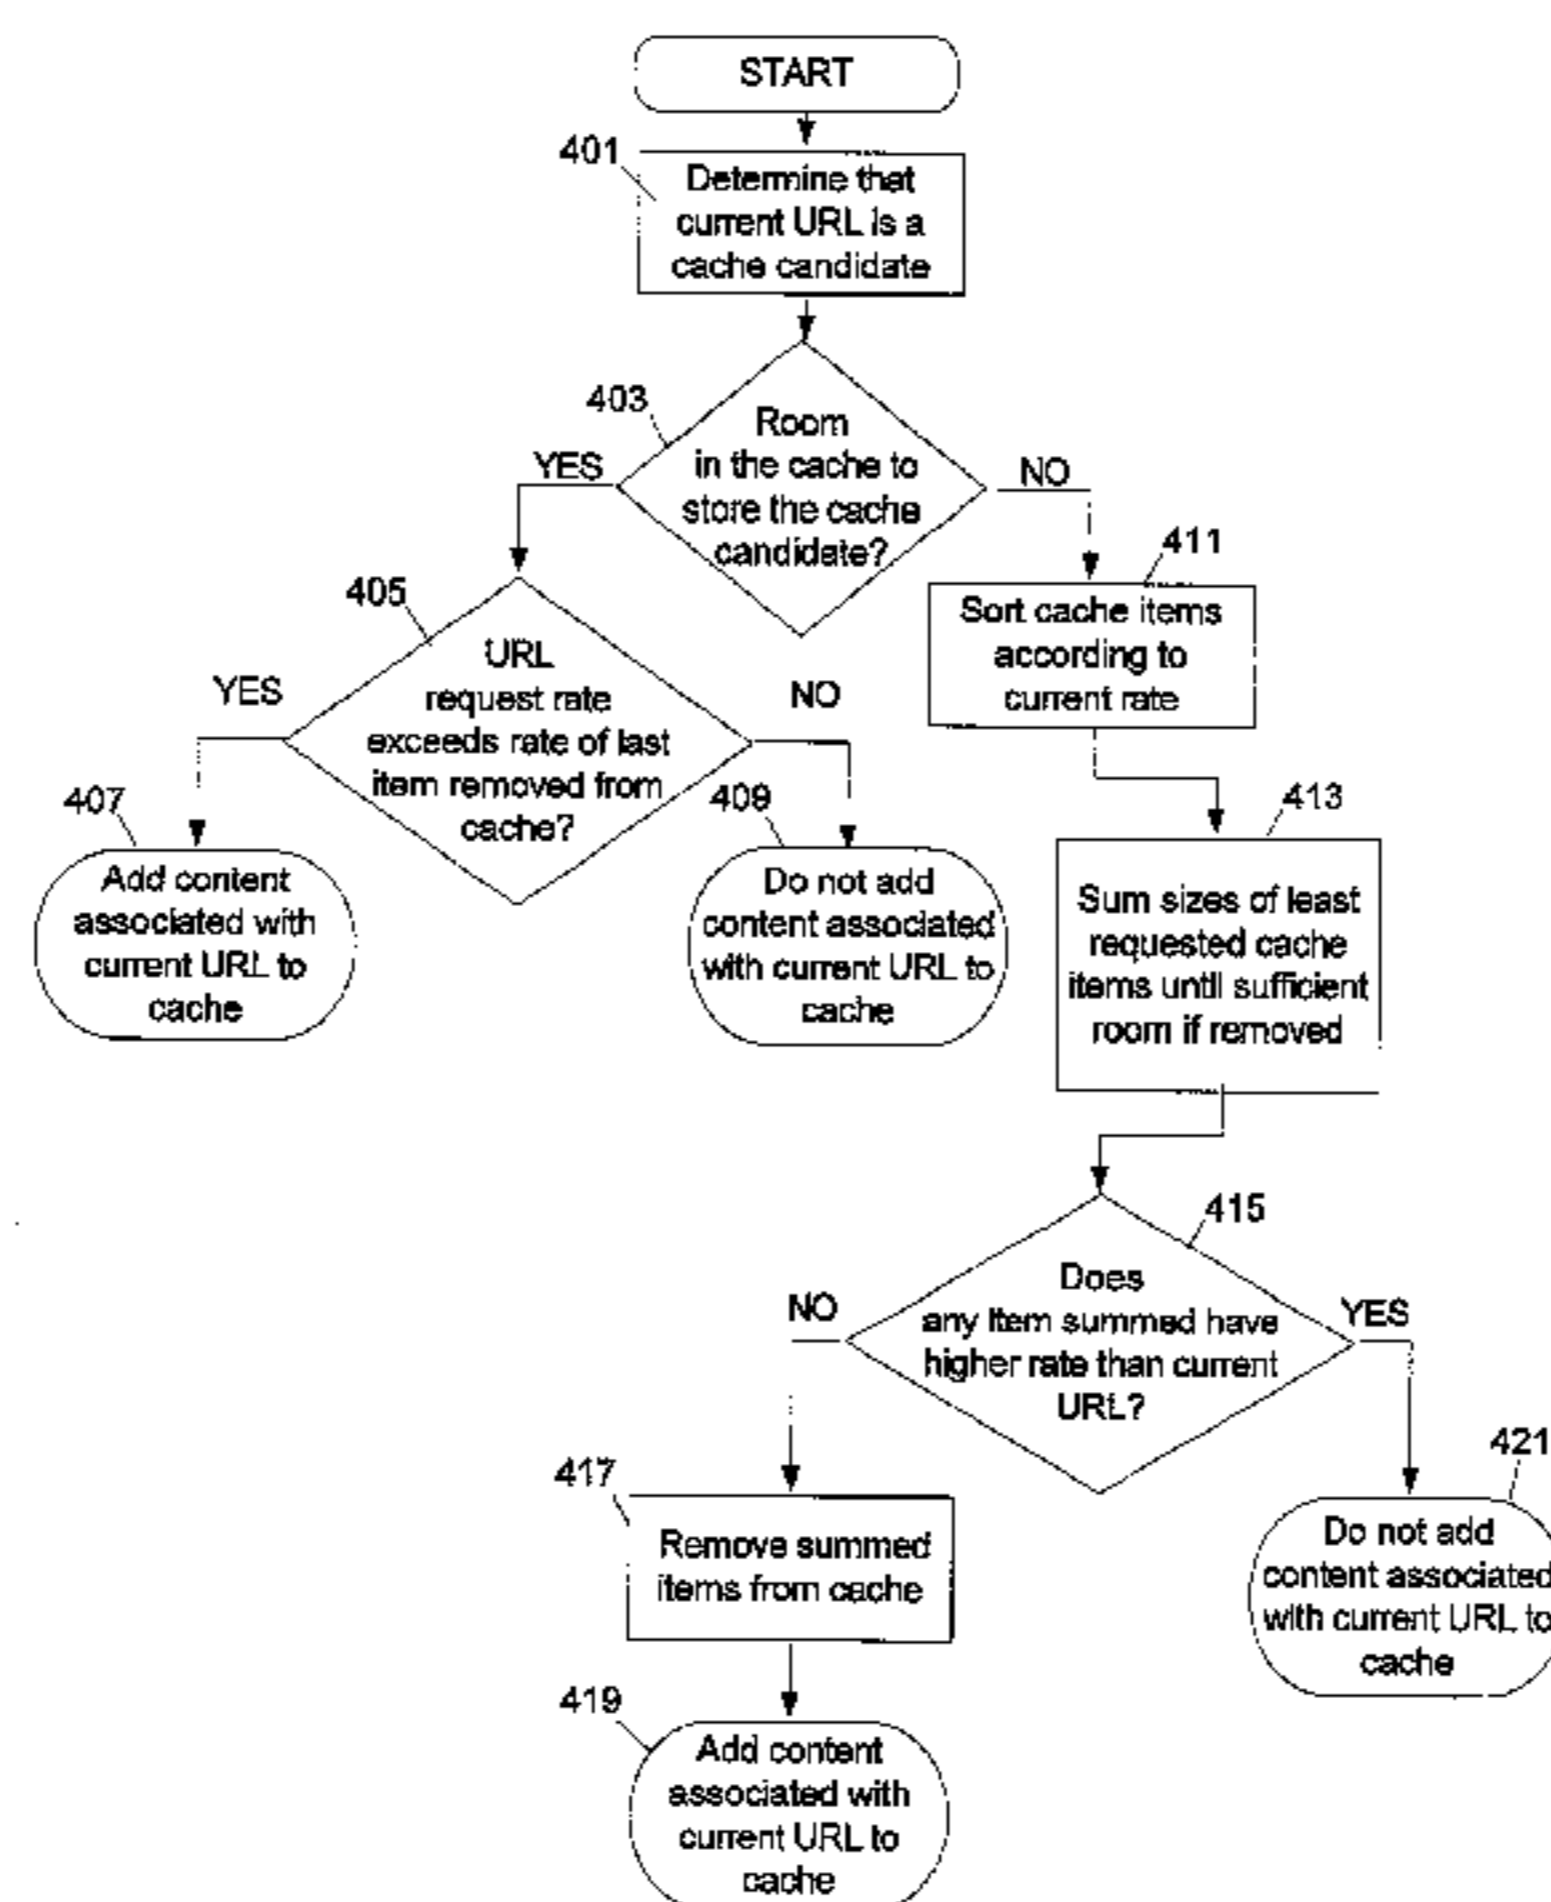 START
401
Determine that
current URL is a
cache candidate
403
Room
in the cache to
store the cache
candidate?
YES
NO
405
URL
request rate
exceeds rate of last
item removed from
cache?
YES
NO
411
Sort cache items
according to
current rate
407
Add content
associated with
current URL to
cache
409
Do not add
content associated
with current URL to
cache
413
Sum sizes of least
requested cache
items until sufficient
room if removed
415
Does
any item summed have
higher rate than current
URL?
NO
YES
417
Remove summed
items from cache
421
Do not add
content associated
with current URL to
cache
419
Add content
associated with
current URL to
cache